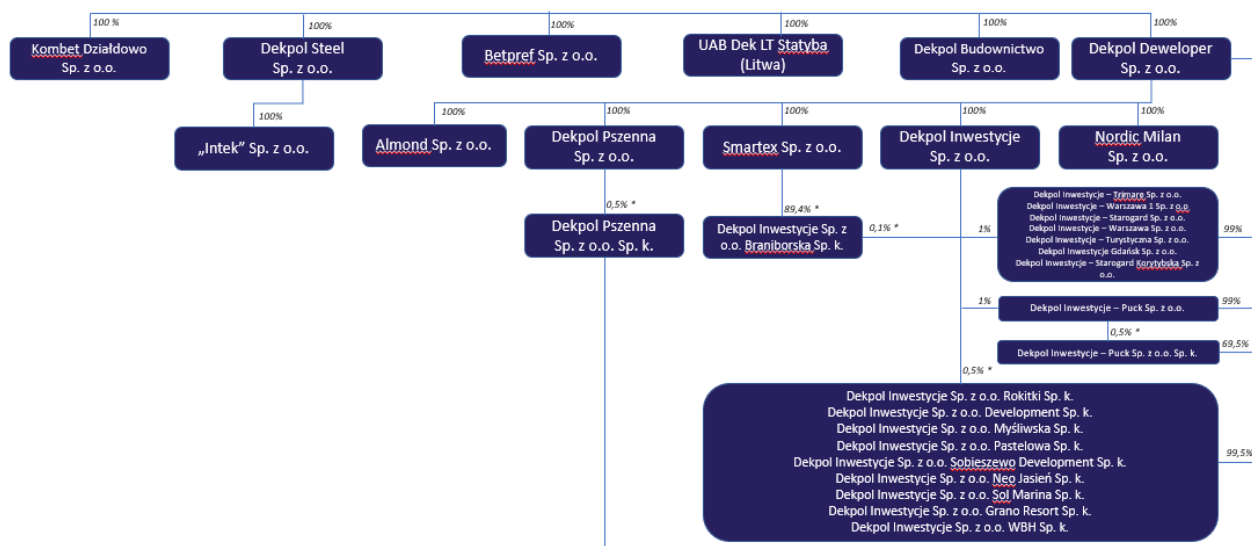 100 %
100%
100%
100%
100%
100%
Kombet Działdowo
Sp. z o.o.
Dekpol Steel
Sp. z o.o.
Betpref Sp. z o.o.
UAB Dek LT Statyba
(Litwa)
Dekpol Budownictwo
Sp. z o.o.
Dekpol Deweloper
Sp. z o.o.
100%
100%
100%
100%
100%
100%
„Intek” Sp. z o.o.
Almond Sp. z o.o.
Dekpol Pszenna
Sp. z o.o.
Smartex Sp. z o.o.
Dekpol Inwestycje
Sp. z o.o.
Nordic Milan
Sp. z o.o.
0,5% *
89,4% *
Dekpol Pszenna
Sp. z o.o. Sp. k.
Dekpol Inwestycje Sp. z
o.o. Braniborska Sp. k.
0,1% *
1%
Dekpol Inwestycje – Trimare Sp. z o.o.
Dekpol Inwestycje – Warszawa 1 Sp. z o.o
Dekpol Inwestycje – Starogard Sp. z o.o.
Dekpol Inwestycje – Warszawa Sp. z o.o.
Dekpol Inwestycje – Turystyczna Sp. z o.o.
Dekpol Inwestycje Gdańsk Sp. z o.o.
Dekpol Inwestycje – Starogard Korytybska Sp. z
o.o.
99%
1%
Dekpol Inwestycje – Puck Sp. z o.o.
99%
0,5% *
Dekpol Inwestycje – Puck Sp. z o.o. Sp. k.
69,5%
0,5% *
Dekpol Inwestycje Sp. z o.o. Rokitki Sp. k.
Dekpol Inwestycje Sp. z o.o. Development Sp. k.
Dekpol Inwestycje Sp. z o.o. Myśliwska Sp. k.
Dekpol Inwestycje Sp. z o.o. Pastelowa Sp. k.
Dekpol Inwestycje Sp. z o.o. Sobieszewo Development Sp. k.
Dekpol Inwestycje Sp. z o.o. Neo Jasień Sp. k.
Dekpol Inwestycje Sp. z o.o. Sol Marina Sp. k.
Dekpol Inwestycje Sp. z o.o. Grano Resort Sp. k.
Dekpol Inwestycje Sp. z o.o. WBH Sp. k.
99,5%